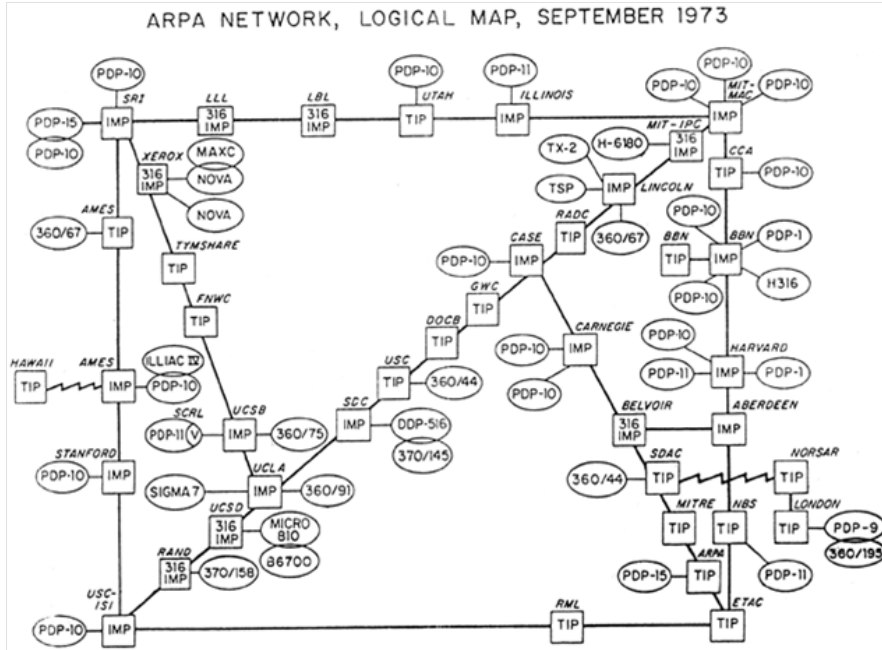 ARPA NETWORK, LOGICAL MAP, SEPTEMBER 1973
PDP-10
PDP-10
PDP-11
PDP-10
SRI
LLL
LBL
UTAH
ILLINOIS
MIT-
MAC
PDP-10
PDP-10
PDP-15
PDP-10
IMP
316
IMP
316
IMP
TIP
IMP
IMP
MIT-IPC
316
IMP
H-6180
TX-2
CCA
TIP
PDP-10
XEROX
316
IMP
MAXC
NOVA
NOVA
TSP
IMP
LINCOLN
360/67
RADC
TIP
AMES
360/67
TIP
PDP-10
BBN
PDP-1
BBN
TIP
IMP
PDP-10
H316
TYMSHARE
TIP
CASE
PDP-10
IMP
GWC
TIP
FNWC
TIP
DOCB
TIP
CARNEGIE
PDP-10
IMP
PDP-10
PDP-10
HARVARD
PDP-11
IMP
PDP-1
HAWAII
TIP
AMES
IMP
ILLIAC IV
PDP-10
USC
TIP
360/44
SDC
IMP
DDP-516
370/145
SCRL
PDP-11
V
UCSB
IMP
360/75
BELVOIR
316
IMP
ABERDEEN
IMP
STANFORD
PDP-10
IMP
UCLA
SIGMA 7
IMP
360/91
SDAC
360/44
TIP
NORSAR
TIP
UCSD
316
IMP
MICRO
810
B6700
MITRE
TIP
NBS
TIP
LONDON
TIP
PDP-9
360/195
RAND
316
IMP
370/158
ARPA
PDP-15
TIP
PDP-11
USC-
ISI
PDP-10
IMP
RML
TIP
ETAC
TIP